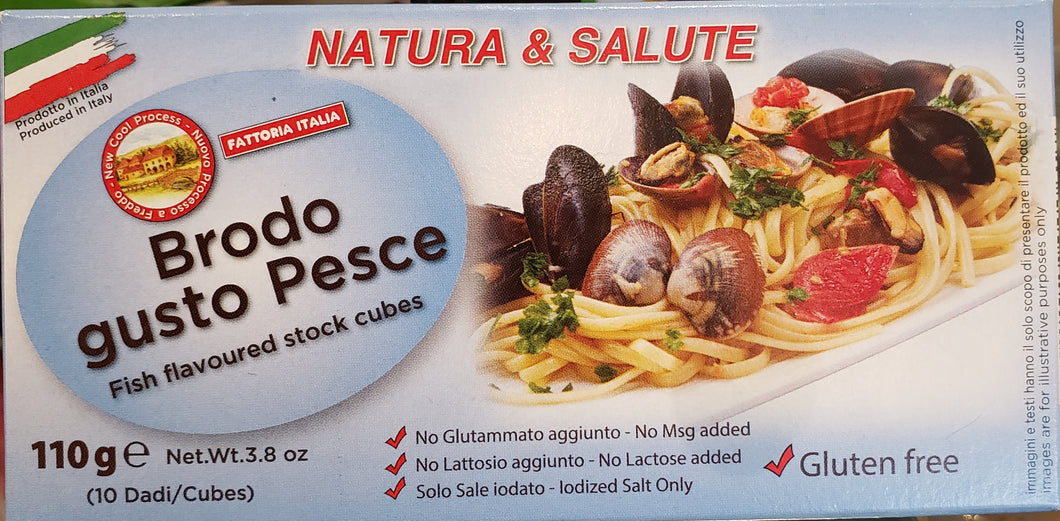 NATURA & SALUTE
Prodotto in Italia
Produced in Italy
New Cool Process - Nuovo Processo a Freddo -
FATTORIA ITALIA
Brodo
gusto Pesce
Fish flavoured stock cubes
110g e Net.Wt.3.8 oz
(10 Dadi/Cubes)
No Glutammato aggiunto - No Msg added
No Lattosio aggiunto - No Lactose added
Solo Sale iodato - Iodized Salt Only
Gluten free
immagini e testi hanno il solo scopo di presentare il prodotto ed il suo utilizzo
images are for illustrative purposes only